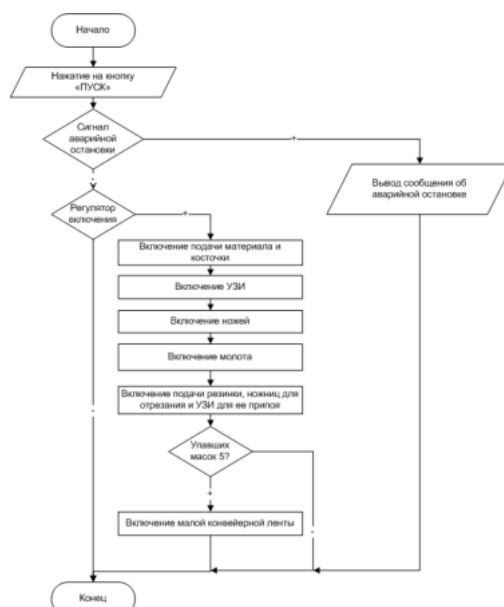 Начало
Нажатие на кнопку
«ПУСК»
Сигнал
аварийной
остановки
+
-
Вывод сообщения об
аварийной остановке
Регулятор
включения
+
-
Включение подачи материала и
косточки
Включение УЗИ
Включение ножей
Включение молота
Включение подачи резинки, ножниц для
отрезания и УЗИ для ее припоя
Упавших
масок 5?
+
-
Включение малой конвейерной ленты
Конец